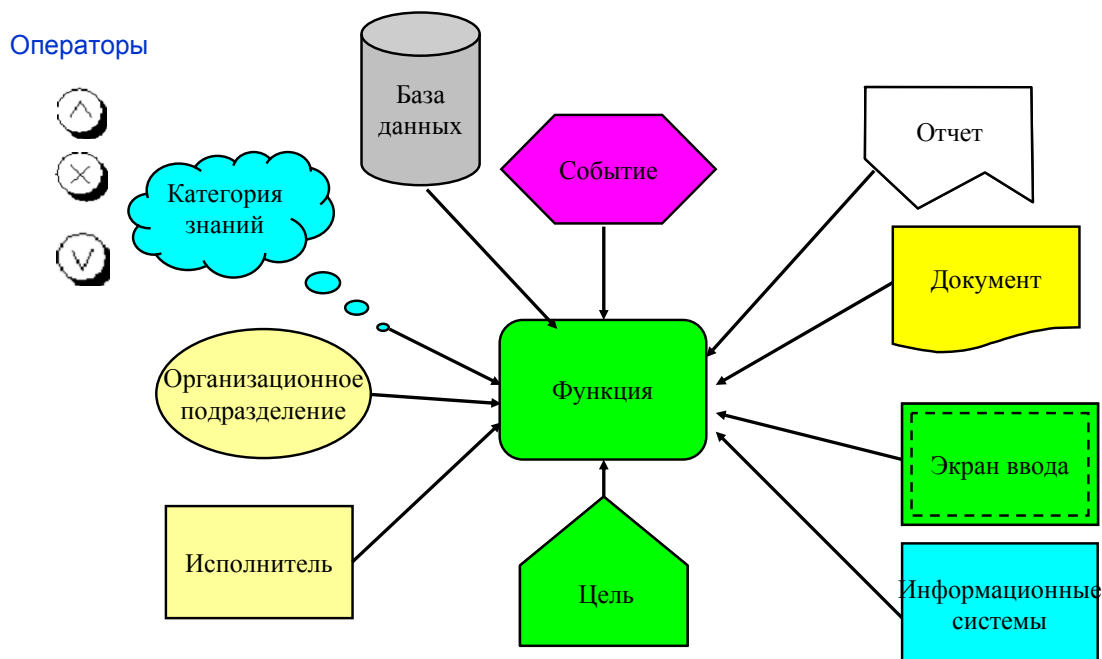 Операторы
База
данных
Событие
Отчет
Категория
знаний
Документ
Организационное
подразделение
Функция
Экран ввода
Исполнитель
Цель
Информационные
системы